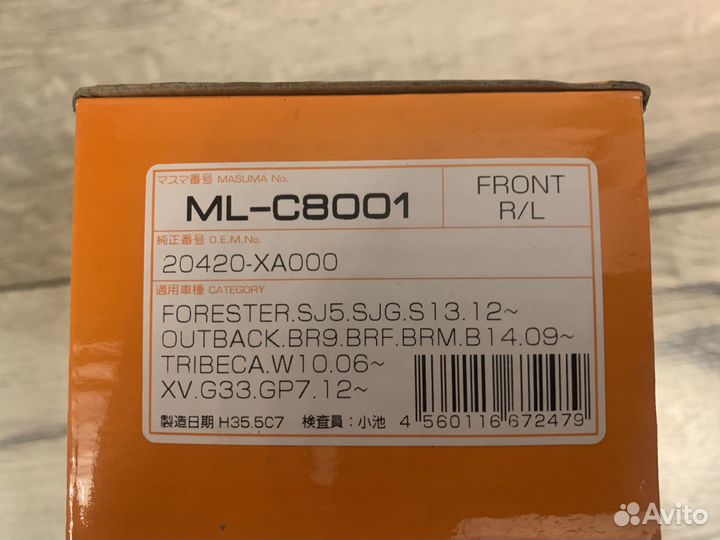 マスマ番号 MASUMA No.
ML-C8001
FRONT
R/L
純正番号 O.E.M.No.
20420-XA000
適用車種 CATEGORY
FORESTER.SJ5.SJG.S13.12~
OUTBACK.BR9.BRF.BRM.B14.09~
TRIBECA.W10.06~
XV.G33.GP7.12~
製造日期 H35.5C7 検査員：小池 4 560116 672479
Avito